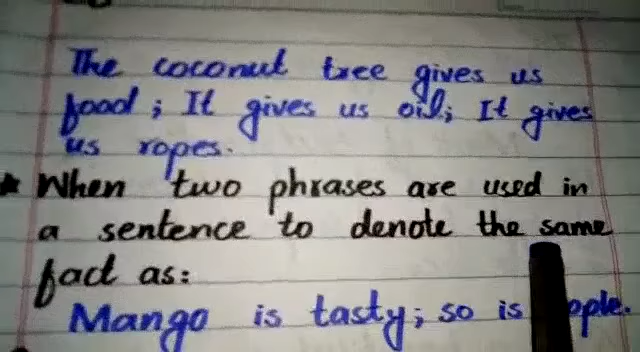 The coconut tree gives us
food; It gives us oil; It gives
us ropes.
* When two phrases are used in
a sentence to denote the same
fact as:
Mango is tasty; so is